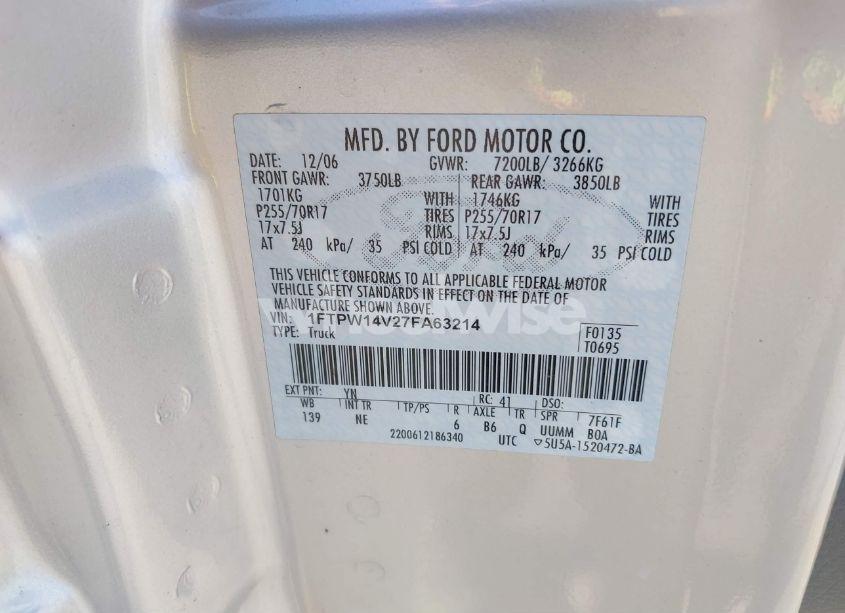 MFD. BY FORD MOTOR CO.
DATE: 12/06 GVWR: 7200LB/ 3266KG
FRONT GAWR: 3750LB REAR GAWR: 3850LB
1701KG WITH 1746KG WITH
P255/70R17 TIRES P255/70R17 TIRES
17x7.5J RIMS 17x7.5J RIMS
AT 240 kPa/ 35 PSI COLD AT 240 kPa/ 35 PSI COLD
THIS VEHICLE CONFORMS TO ALL APPLICABLE FEDERAL MOTOR
VEHICLE SAFETY STANDARDS IN EFFECT ON THE DATE OF
MANUFACTURE SHOWN ABOVE.
VIN: 1FTPW14V27FA63214 F0135
TYPE: Truck T0695
EXT PNT: YN RC: 41 DSO:
WB INT TR TP/PS R AXLE TR SPR 7F61F
139 NE 6 B6 Q UUMM BOA
2200612186340 UTC 5U5A-1520472-BA